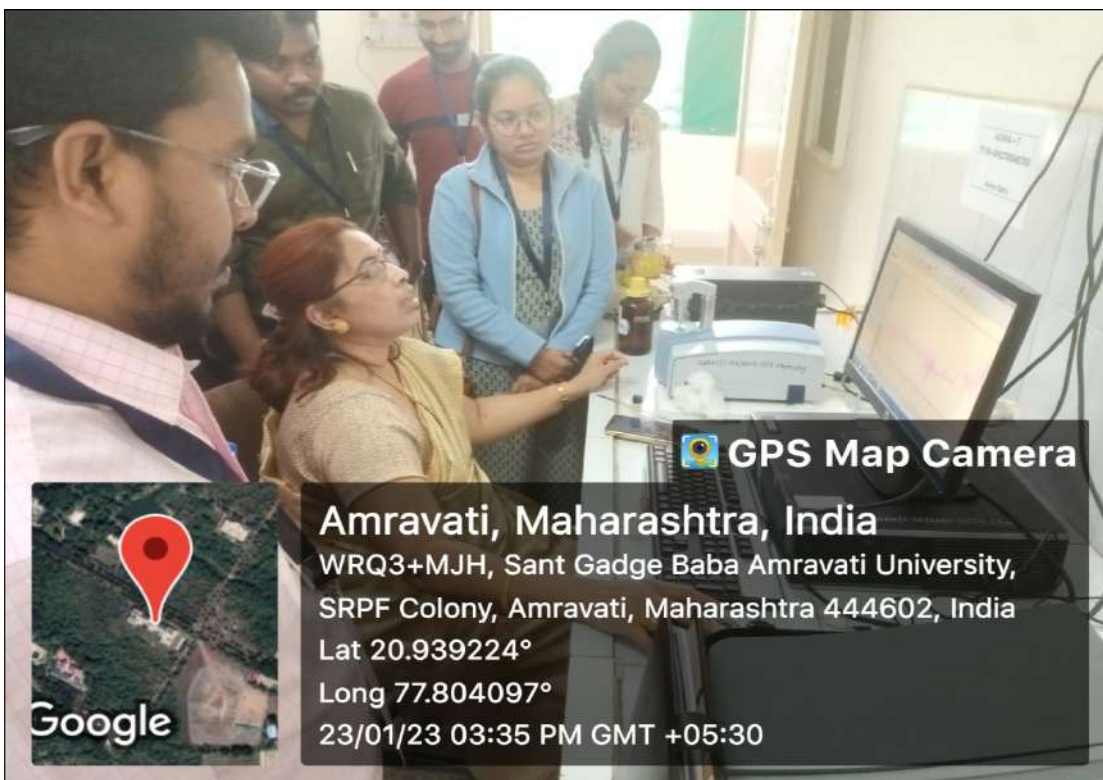 GPS Map Camera
Amravati, Maharashtra, India
WRQ3+MJH, Sant Gadge Baba Amravati University,
SRPF Colony, Amravati, Maharashtra 444602, India
Lat 20.939224°
Long 77.804097°
23/01/23 03:35 PM GMT +05:30
Google